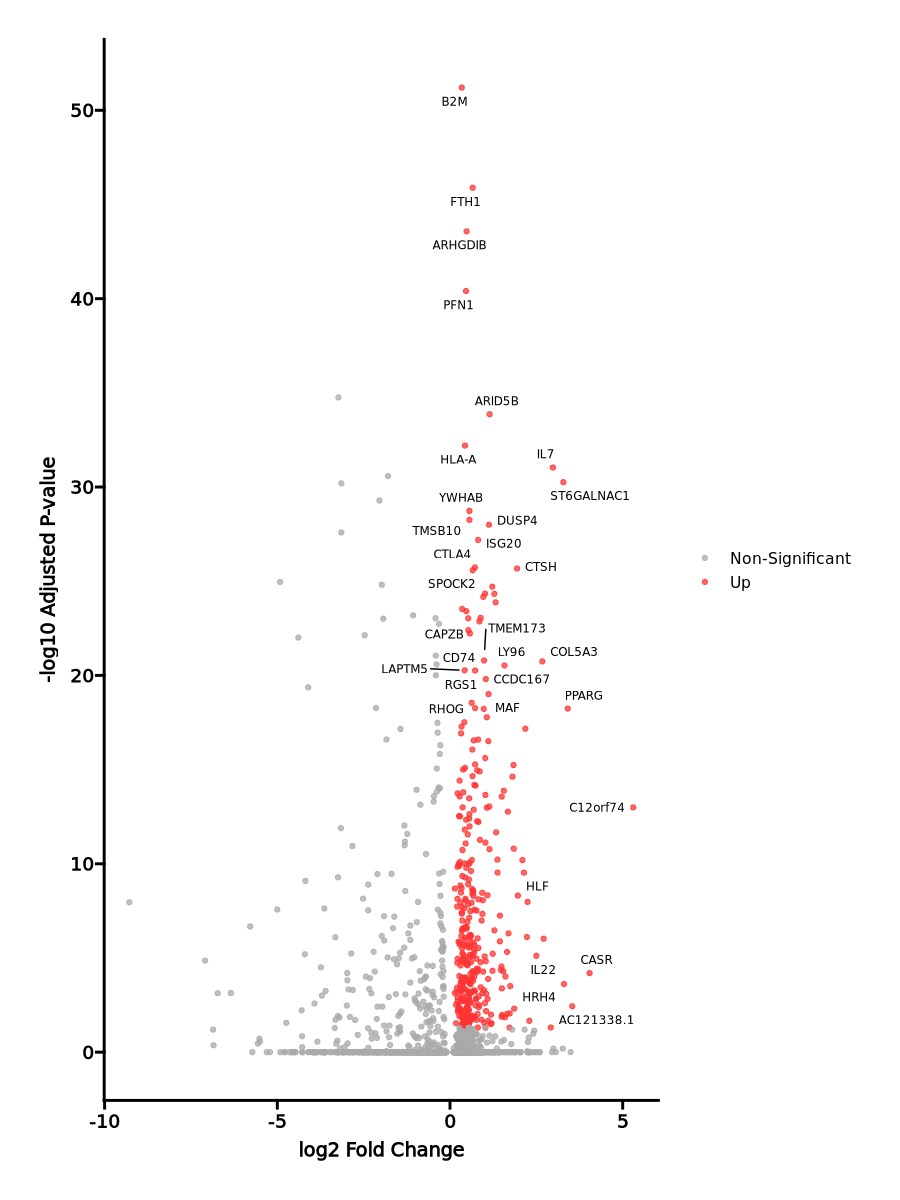 B2M
50
FTH1
ARHGDIB
PFN1
40
ARID5B
HLA-A
IL7
30
ST6GALNAC1
YWHAB
DUSP4
TMSB10
ISG20
CTLA4
CTSH
SPOCK2
-log10 Adjusted P-value
Non-Significant
Up
TMEM173
CAPZB
LY96
COL5A3
CD74
LAPTM5
20
CCDC167
RGS1
PPARG
RHOG
MAF
C12orf74
10
HLF
CASR
IL22
HRH4
AC121338.1
0
-10
-5
0
5
log2 Fold Change